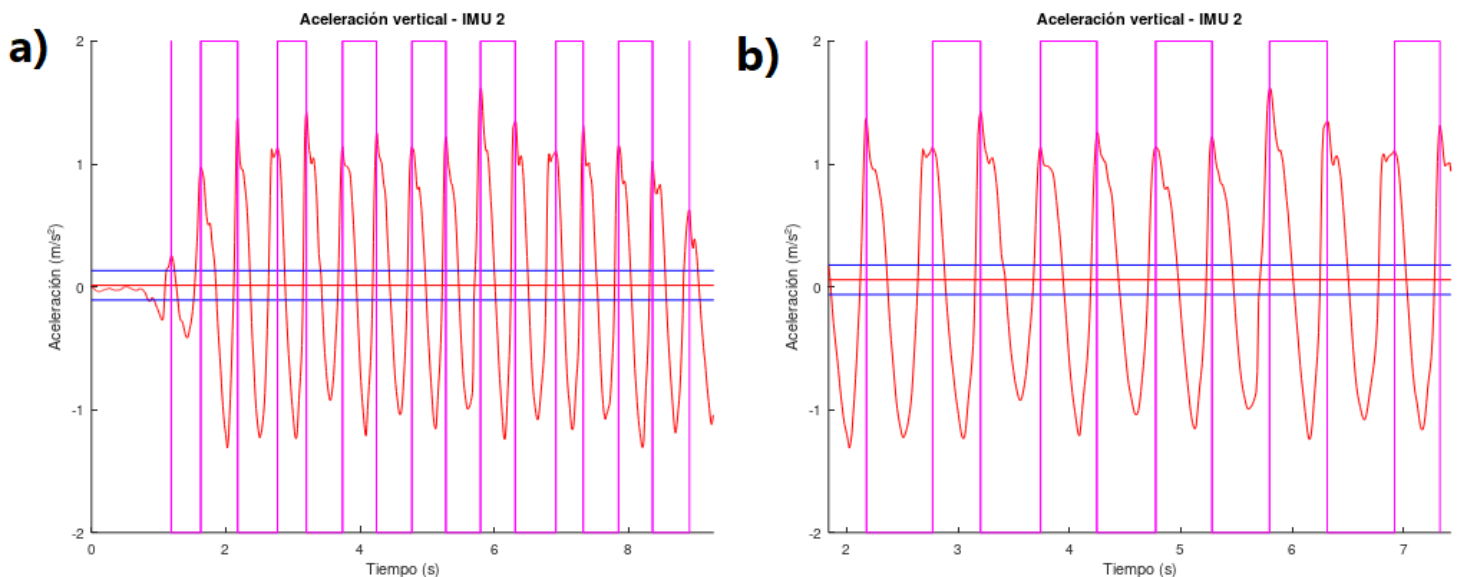 a)
Aceleración vertical - IMU 2
Aceleración (m/s²)
2
1
0
-1
-2
0
2
4
6
8
Tiempo (s)
b)
Aceleración vertical - IMU 2
Aceleración (m/s²)
2
1
0
-1
-2
2
3
4
5
6
7
Tiempo (s)